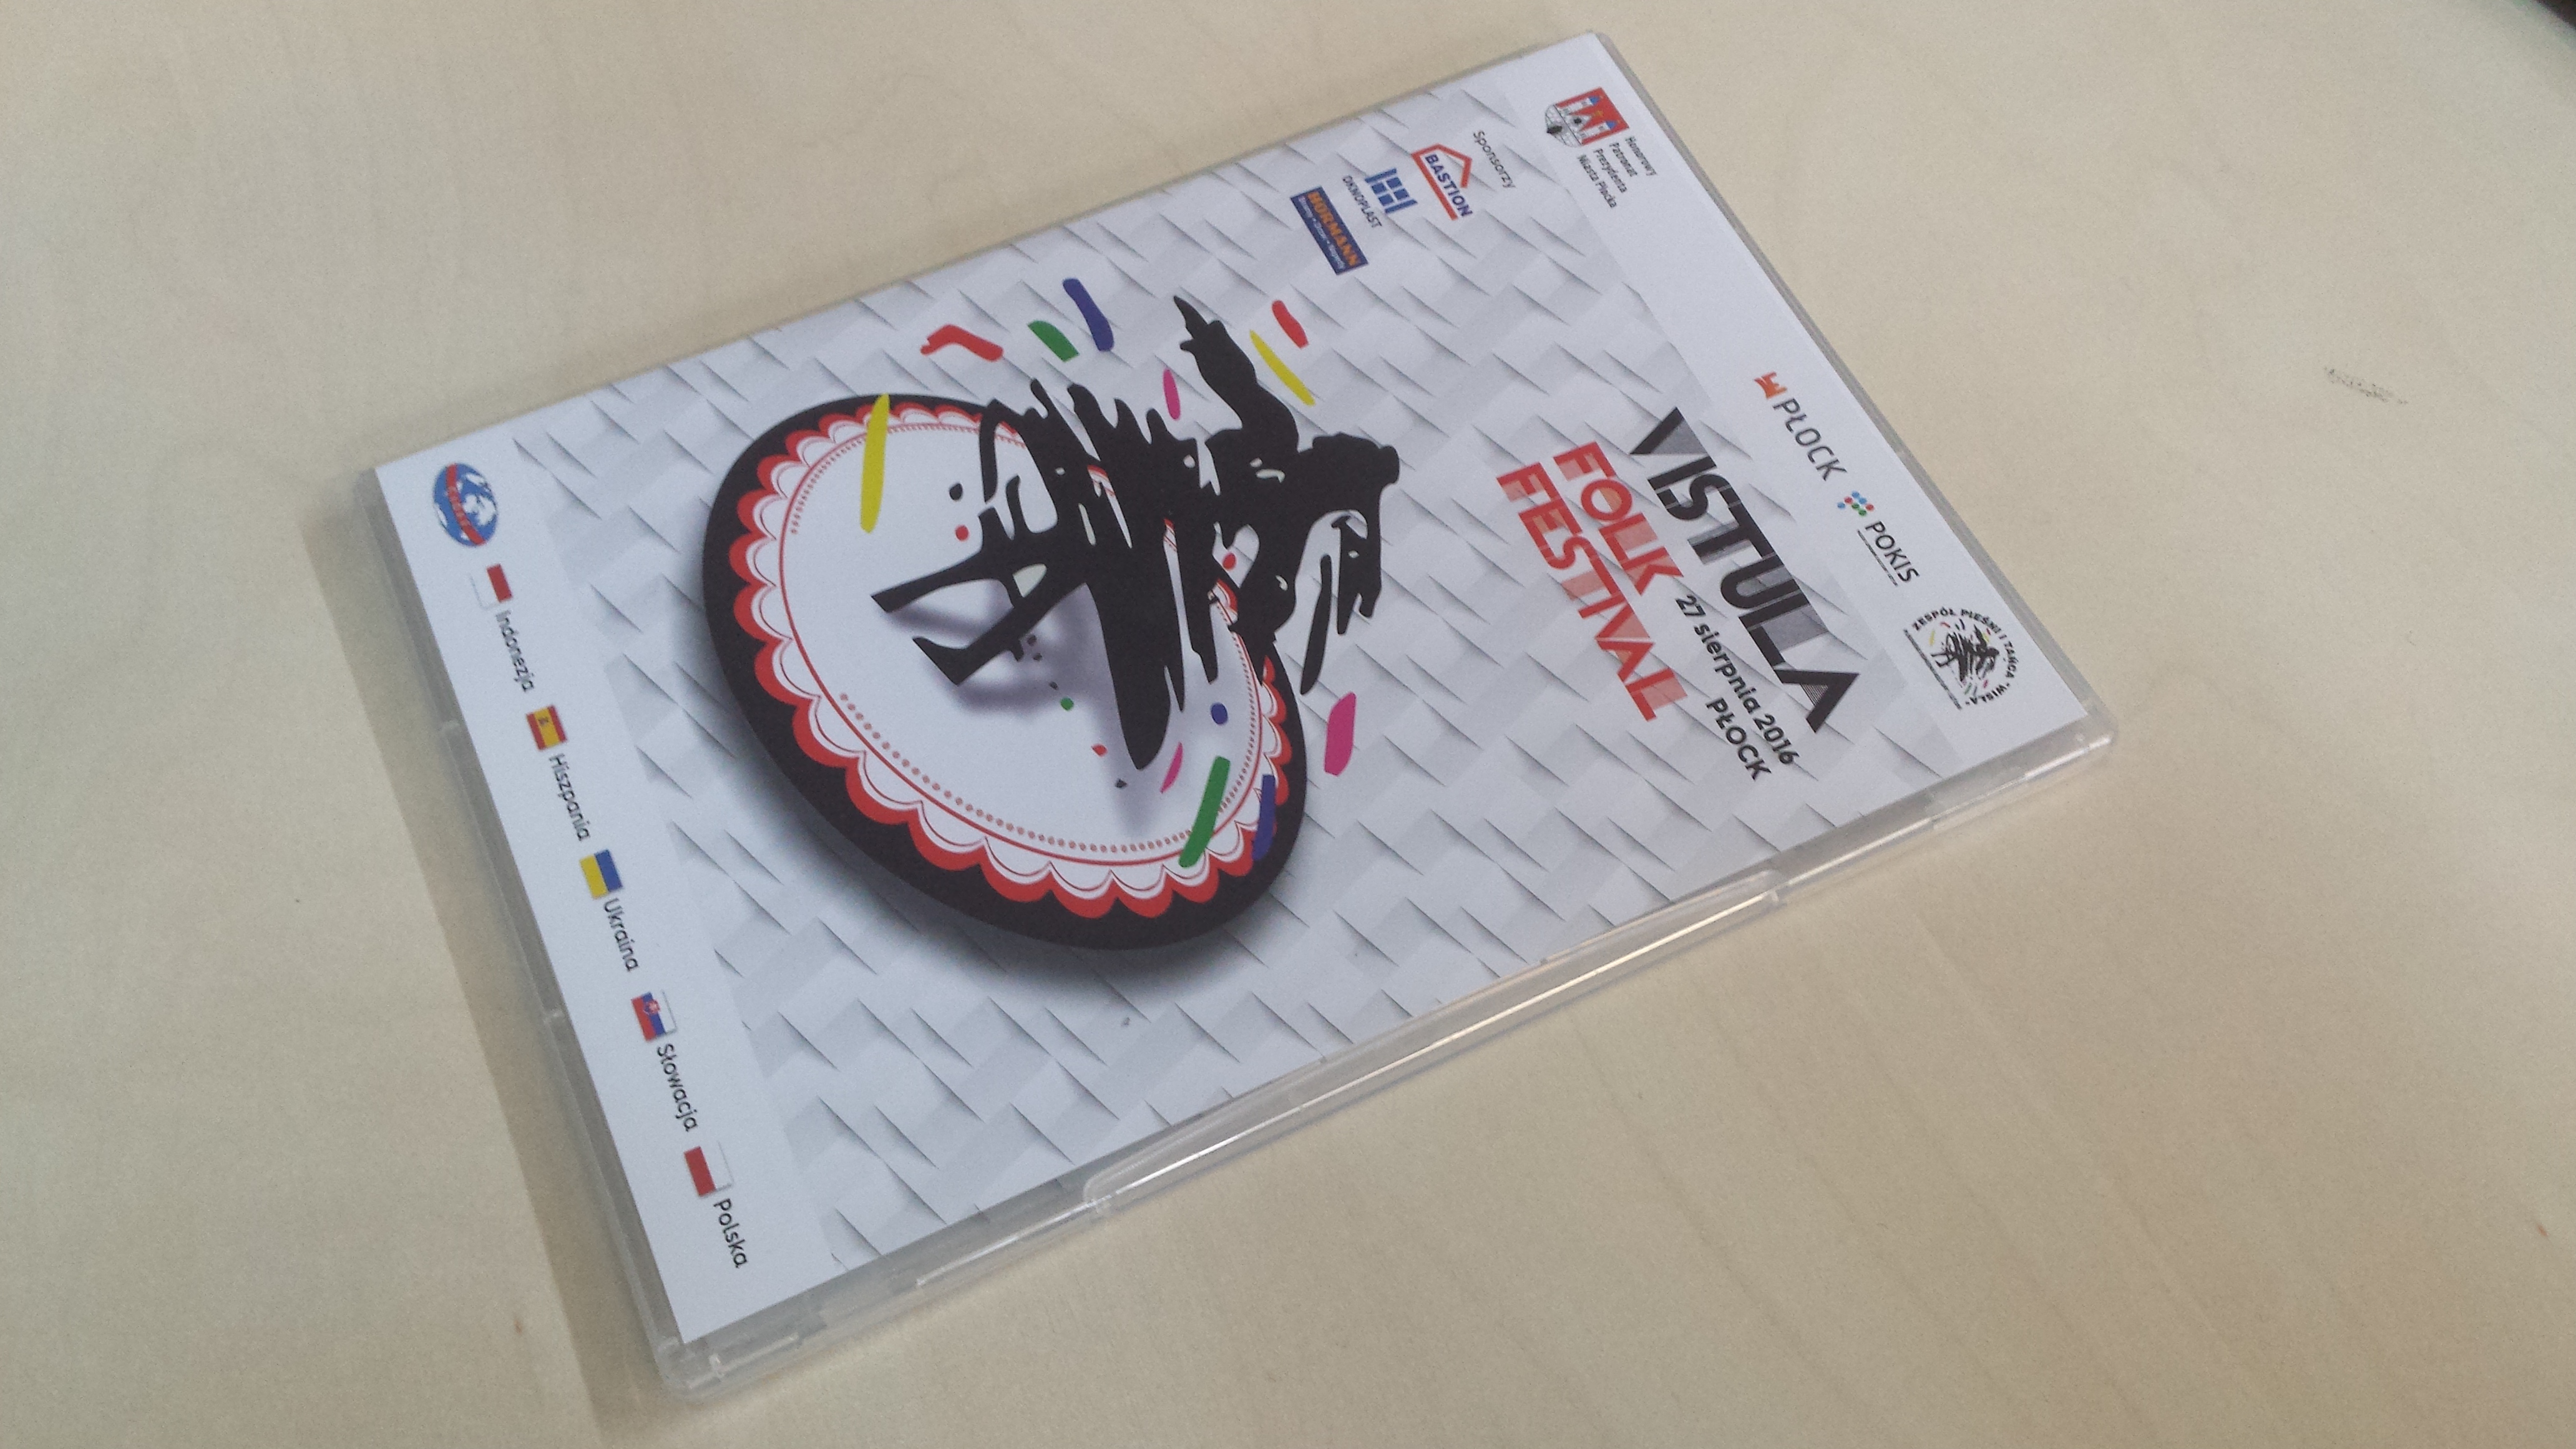 Honorowy
Patronat
Prezydenta
Miasta Płocka
PŁOCK
POKIS
ZESPÓŁ PIEŚNI I TAŃCA "WISŁA"
Sponsorzy
BASTION
OKNOPLAST
HÖRMANN
VISTULA
FOLK
FESTIVAL
27 sierpnia 2016
PŁOCK
Indonezja
Hiszpania
Ukraina
Słowacja
Polska